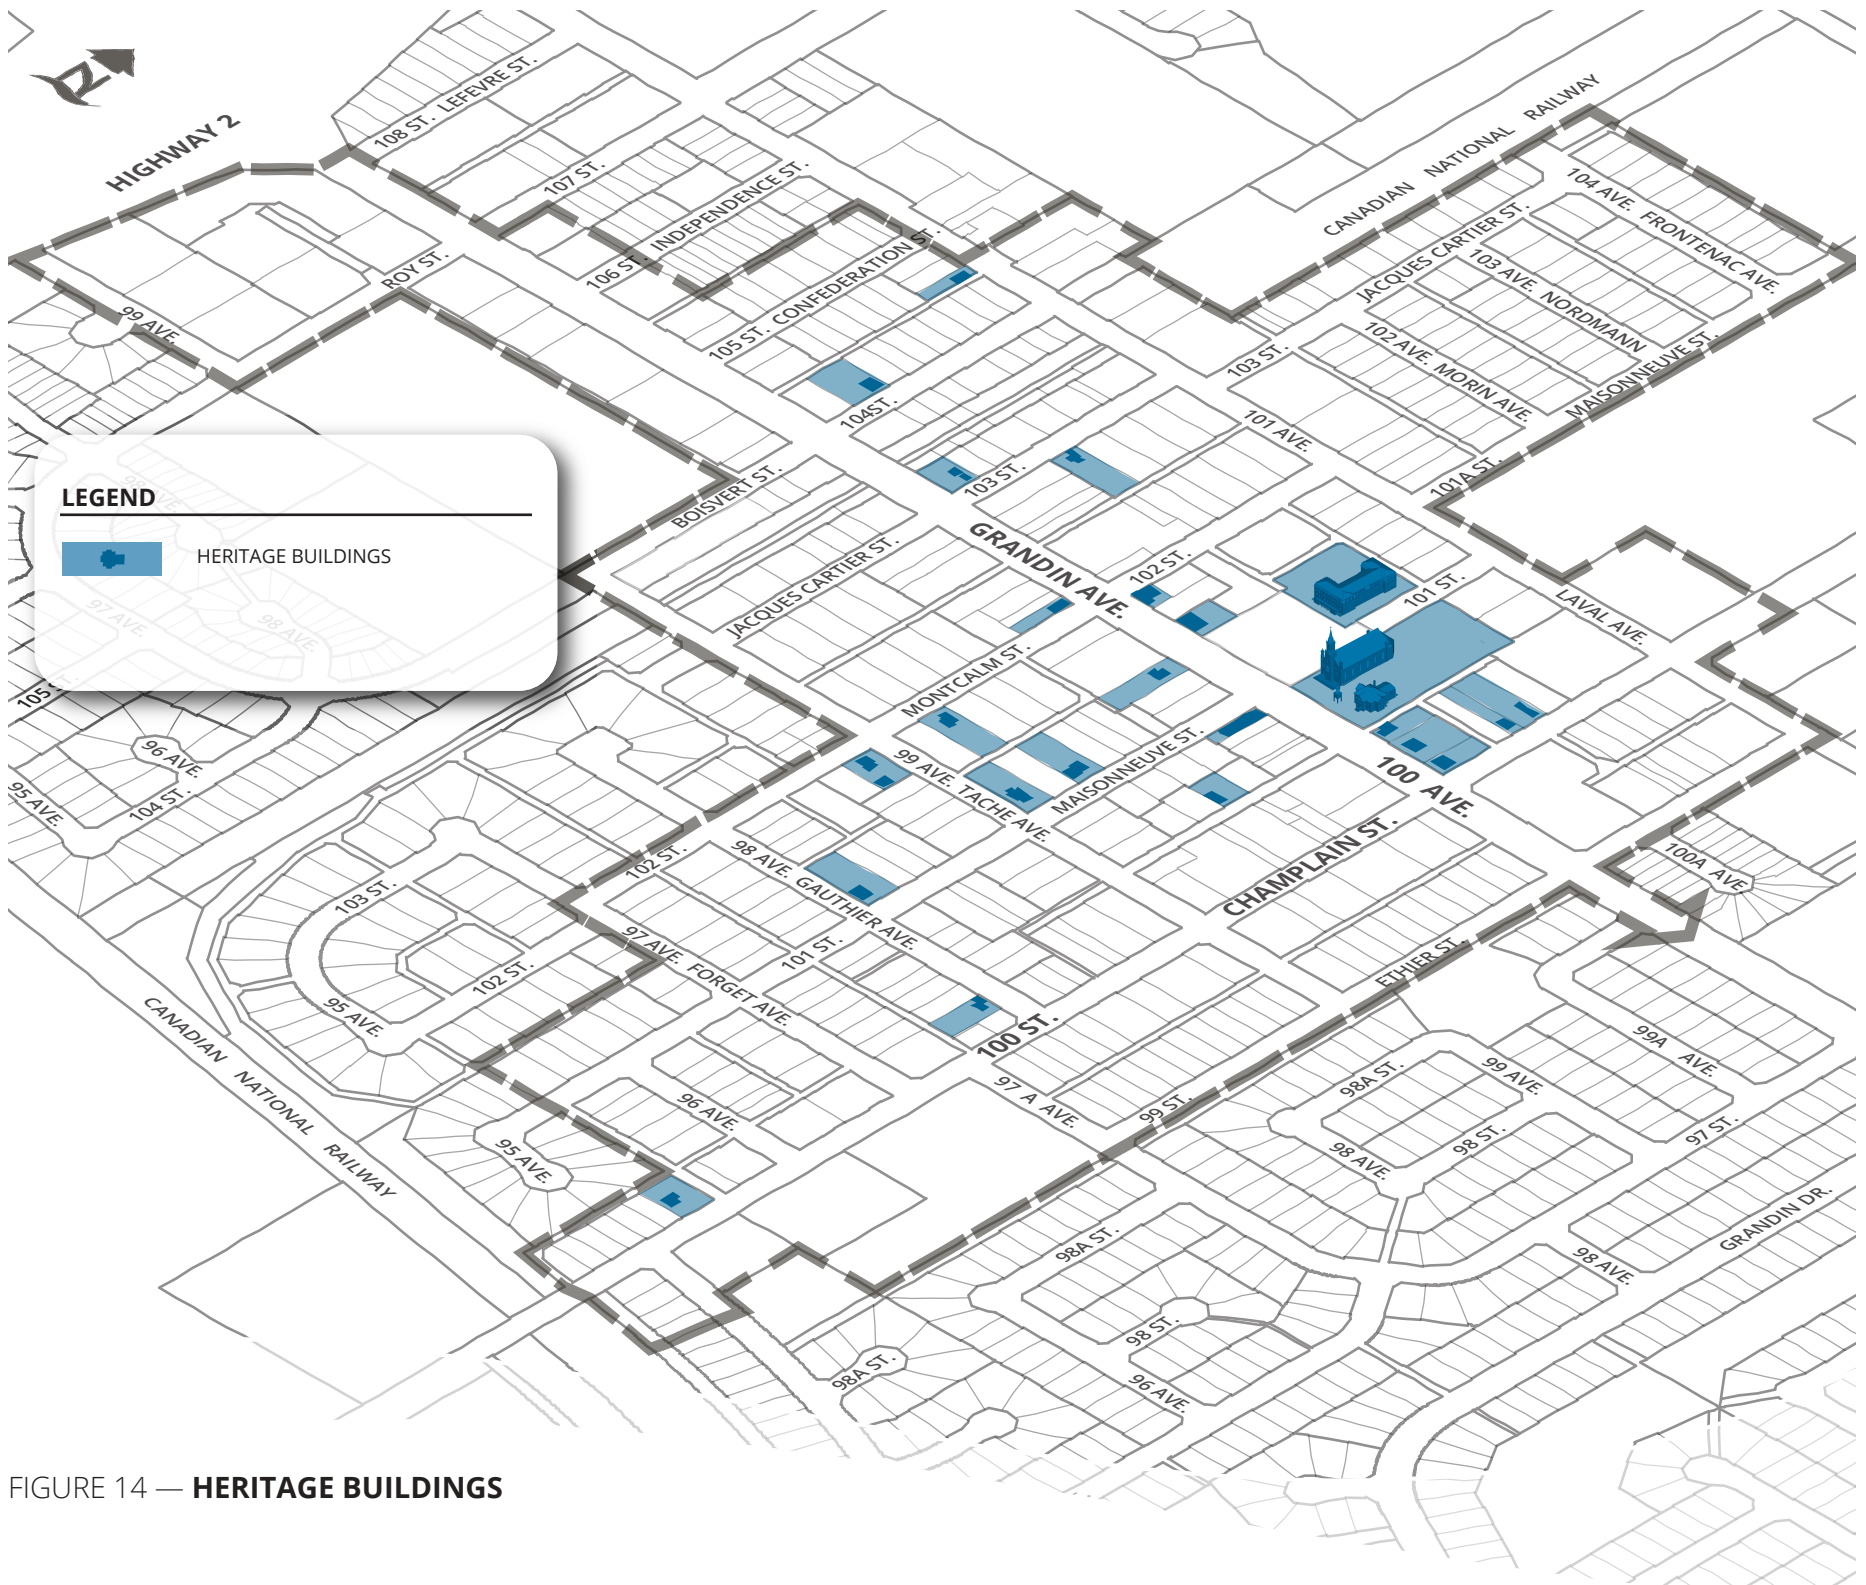 108 ST. LEFEVRE ST.
HIGHWAY 2
107 ST.
CANADIAN NATIONAL RAILWAY
106 ST. INDEPENDENCE ST.
104 AVE. FRONTENAC AVE.
JACQUES CARTIER ST.
ROY ST.
105 ST. CONFEDERATION ST.
103 AVE. NORDMANN
99 AVE.
103 ST.
102 AVE. MORIN AVE.
MAISONNEUVE ST.
104ST.
101 AVE.
LEGEND
HERITAGE BUILDINGS
BOISVERT ST.
103 ST.
101A ST.
GRANDIN AVE.
102 ST.
JACQUES CARTIER ST.
101 ST.
LAVAL AVE.
97 AVE.
98 AVE.
105 ST.
MONTCALM ST.
96 AVE.
99 AVE. TACHE AVE.
MAISONNEUVE ST.
100 AVE.
95 AVE.
104 ST.
102 ST.
98 AVE. GAUTHIER AVE.
CHAMPLAIN ST.
100A AVE
103 ST.
97 AVE. FORGET AVE.
101 ST.
ETHIER ST.
102 ST.
95 AVE.
CANADIAN NATIONAL RAILWAY
100 ST.
99A AVE.
97 A AVE.
98A ST.
99 AVE.
96 AVE.
99 ST.
97 ST.
95 AVE.
98 AVE.
98 ST.
GRANDIN DR.
98A ST.
98 AVE.
98 ST.
98A ST.
96 AVE.
FIGURE 14 — HERITAGE BUILDINGS